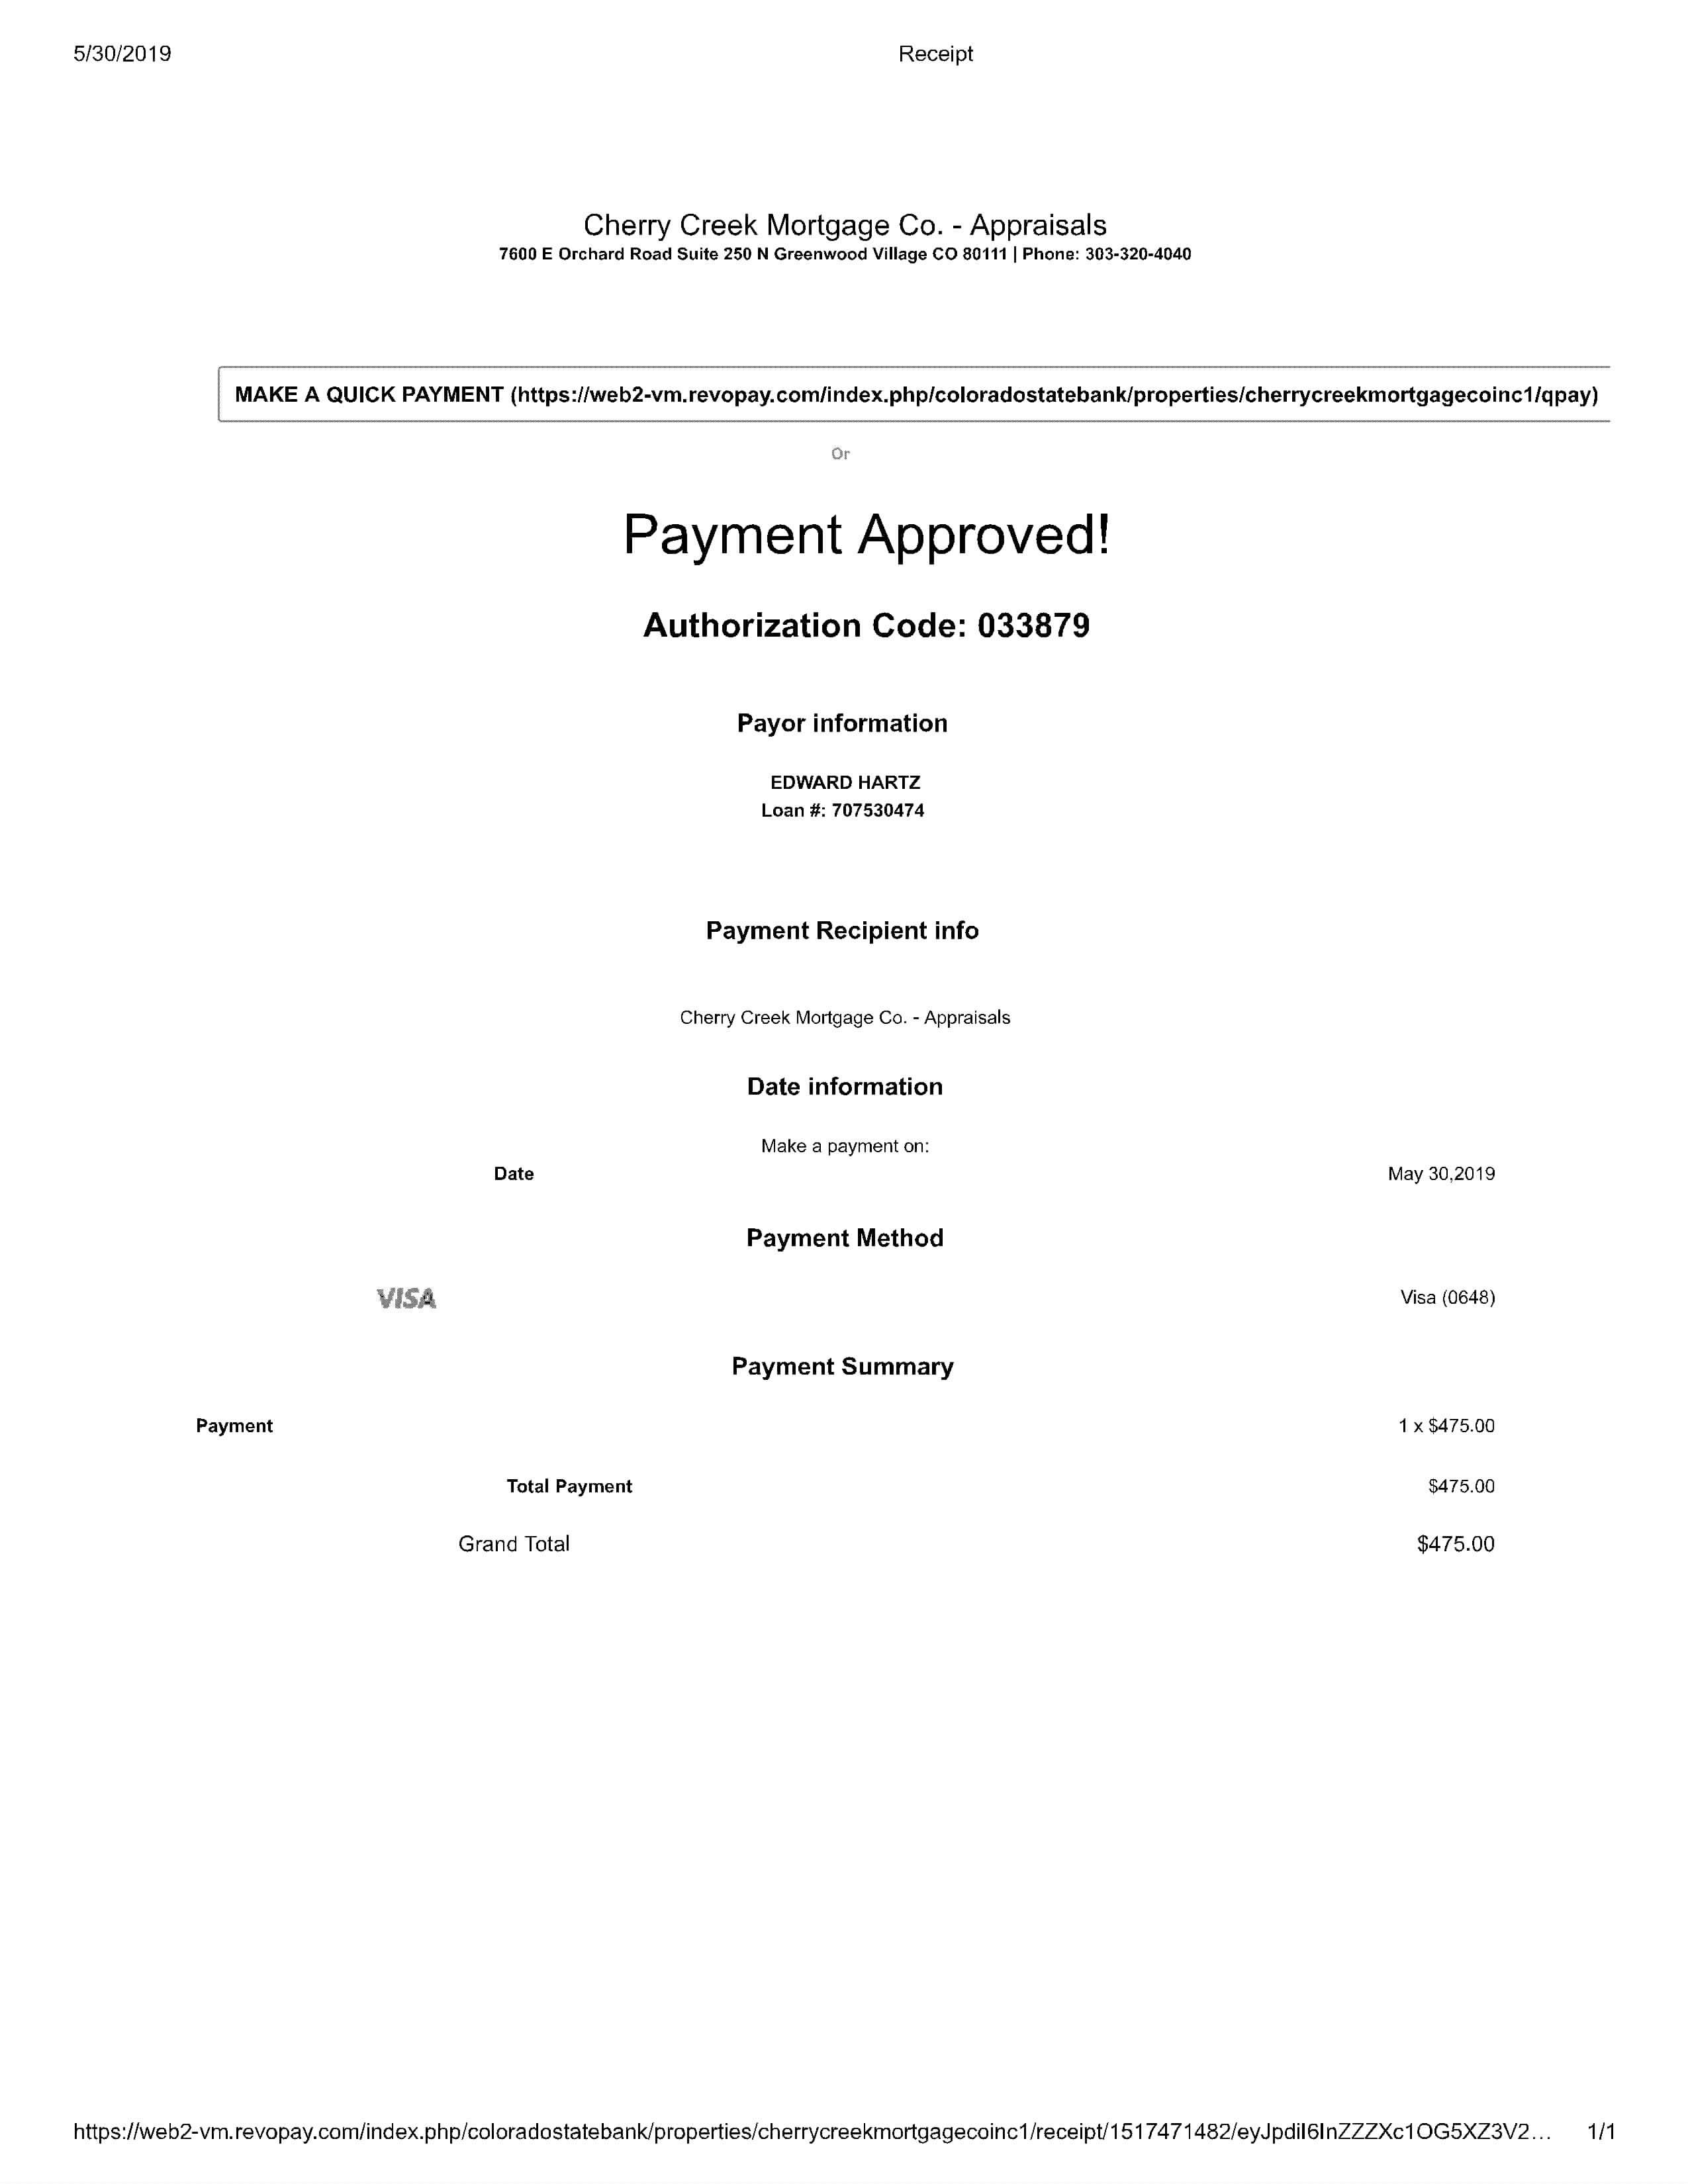 5/30/2019 Receipt
Cherry Creek Mortgage Co. - Appraisals
7600 E Orchard Road Suite 250 N Greenwood Village CO 80111 | Phone: 303-320-4040
MAKE A QUICK PAYMENT (https://web2-vm.revopay.com/index.php/coloradostatebank/properties/cherrycreekmortgagecoinc1/qpay)
Or
Payment Approved!
Authorization Code: 033879
Payor information
EDWARD HARTZ
Loan #: 707530474
Payment Recipient info
Cherry Creek Mortgage Co. - Appraisals
Date information
Make a payment on:
Date May 30,2019
Payment Method
VISA Visa (0648)
Payment Summary
Payment 1 x $475.00
Total Payment $475.00
Grand Total $475.00
https://web2-vm.revopay.com/index.php/coloradostatebank/properties/cherrycreekmortgagecoinc1/receipt/1517471482/eyJpdiI6InZZZXc1OG5XZ3V2... 1/1